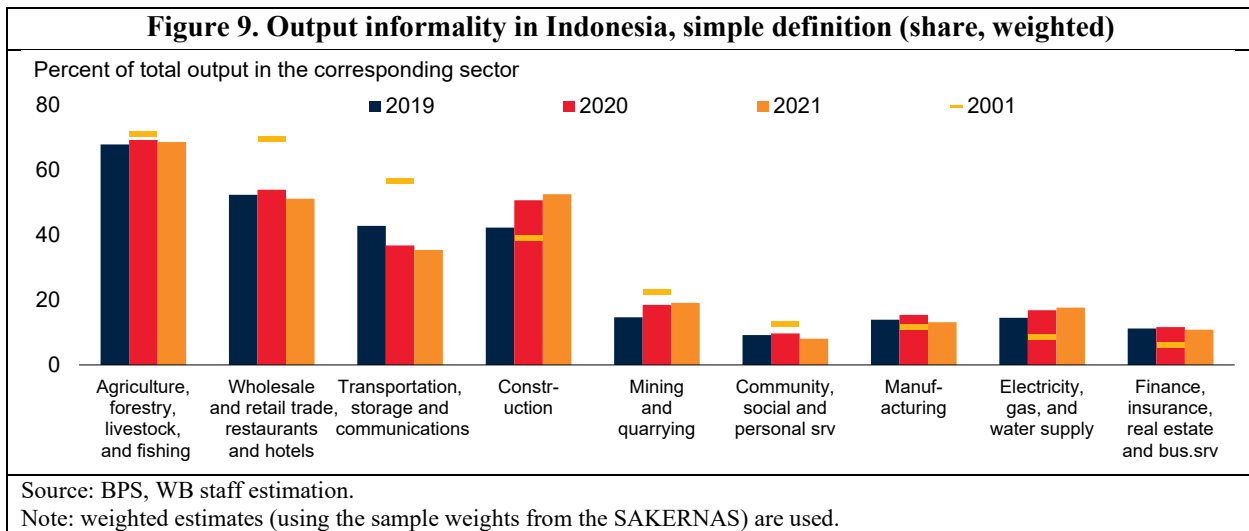 Figure 9. Output informality in Indonesia, simple definition (share, weighted)
Percent of total output in the corresponding sector
80
2019 2020 2021 2001
60
40
20
0
Agriculture, forestry, livestock, and fishing
Wholesale and retail trade, restaurants and hotels
Transportation, storage and communications
Constr-uction
Mining and quarrying
Community, social and personal srv
Manuf-acturing
Electricity, gas, and water supply
Finance, insurance, real estate and bus.srv
Source: BPS, WB staff estimation.
Note: weighted estimates (using the sample weights from the SAKERNAS) are used.